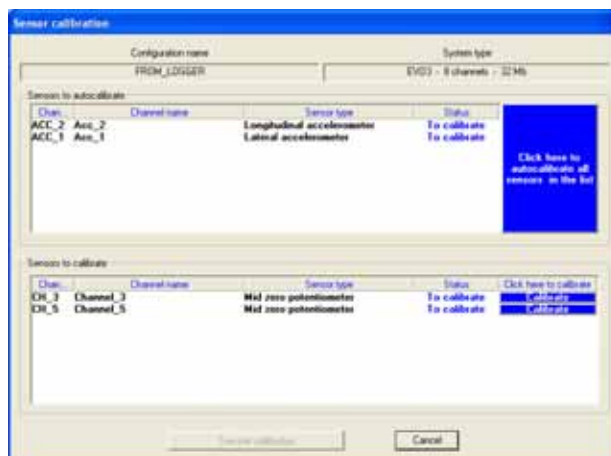 Sensor calibration
Configuration name System type
FROM_LOGGER EVO3 - 8 channels - 32 Mb
Sensors to autocalibrate
Chan... Channel name Sensor type Status
ACC_2 Acc_2 Longitudinal accelerometer To calibrate
ACC_1 Acc_1 Lateral accelerometer To calibrate
Click here to
autocalibrate all
sensors in the list
Sensors to calibrate
Chan... Channel name Sensor type Status Click here to calibrate
CH_3 Channel_3 Mid zero potentiometer To calibrate Calibrate
CH_5 Channel_5 Mid zero potentiometer To calibrate Calibrate
Cancel